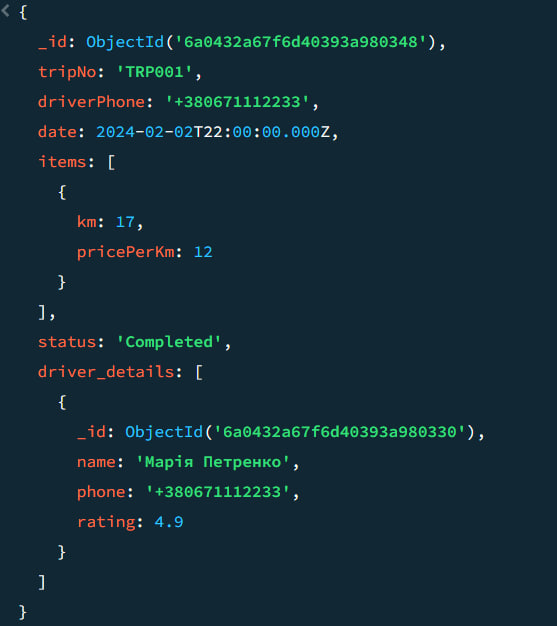 {
_id: ObjectId('6a0432a67f6d40393a980348'),
tripNo: 'TRP001',
driverPhone: '+380671112233',
date: 2024-02-02T22:00:00.000Z,
items: [
{
km: 17,
pricePerKm: 12
}
],
status: 'Completed',
driver_details: [
{
_id: ObjectId('6a0432a67f6d40393a980330'),
name: 'Марія Петренко',
phone: '+380671112233',
rating: 4.9
}
]
}